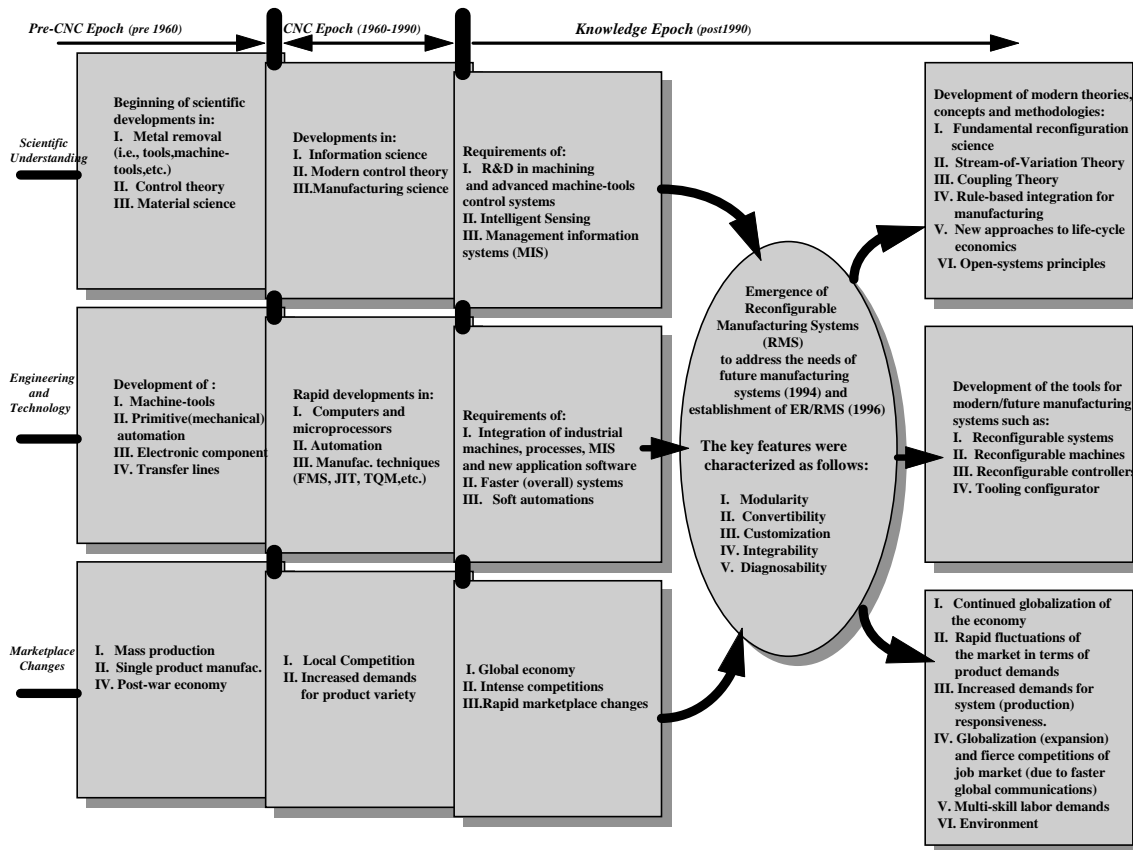 Pre-CNC Epoch (pre 1960)
CNC Epoch (1960-1990)
Knowledge Epoch (post1990)
Scientific
Understanding
Beginning of scientific
developments in:
I. Metal removal
(i.e., tools,machine-
tools,etc.)
II. Control theory
III. Material science
Developments in:
I. Information science
II. Modern control theory
III.Manufacturing science
Requirements of:
I. R&D in machining
and advanced machine-tools
control systems
II. Intelligent Sensing
III. Management information
systems (MIS)
Development of modern theories,
concepts and methodologies:
I. Fundamental reconfiguration
science
II. Stream-of-Variation Theory
III. Coupling Theory
IV. Rule-based integration for
manufacturing
V. New approaches to life-cycle
economics
VI. Open-systems principles
Engineering
and
Technology
Development of :
I. Machine-tools
II. Primitive(mechanical)
automation
III. Electronic component
IV. Transfer lines
Rapid developments in:
I. Computers and
microprocessors
II. Automation
III. Manufac. techniques
(FMS, JIT, TQM,etc.)
Requirements of:
I. Integration of industrial
machines, processes, MIS
and new application software
II. Faster (overall) systems
III. Soft automations
Emergence of
Reconfigurable
Manufacturing Systems
(RMS)
to address the needs of
future manufacturing
systems (1994) and
establishment of ER/RMS (1996)
The key features were
characterized as follows:
I. Modularity
II. Convertibility
III. Customization
IV. Integrability
V. Diagnosability
Development of the tools for
modern/future manufacturing
systems such as:
I. Reconfigurable systems
II. Reconfigurable machines
III. Reconfigurable controllers
IV. Tooling configurator
Marketplace
Changes
I. Mass production
II. Single product manufac.
IV. Post-war economy
I. Local Competition
II. Increased demands
for product variety
I. Global economy
II. Intense competitions
III.Rapid marketplace changes
I. Continued globalization of
the economy
II. Rapid fluctuations of
the market in terms of
product demands
III. Increased demands for
system (production)
responsiveness.
IV. Globalization (expansion)
and fierce competitions of
job market (due to faster
global communications)
V. Multi-skill labor demands
VI. Environment